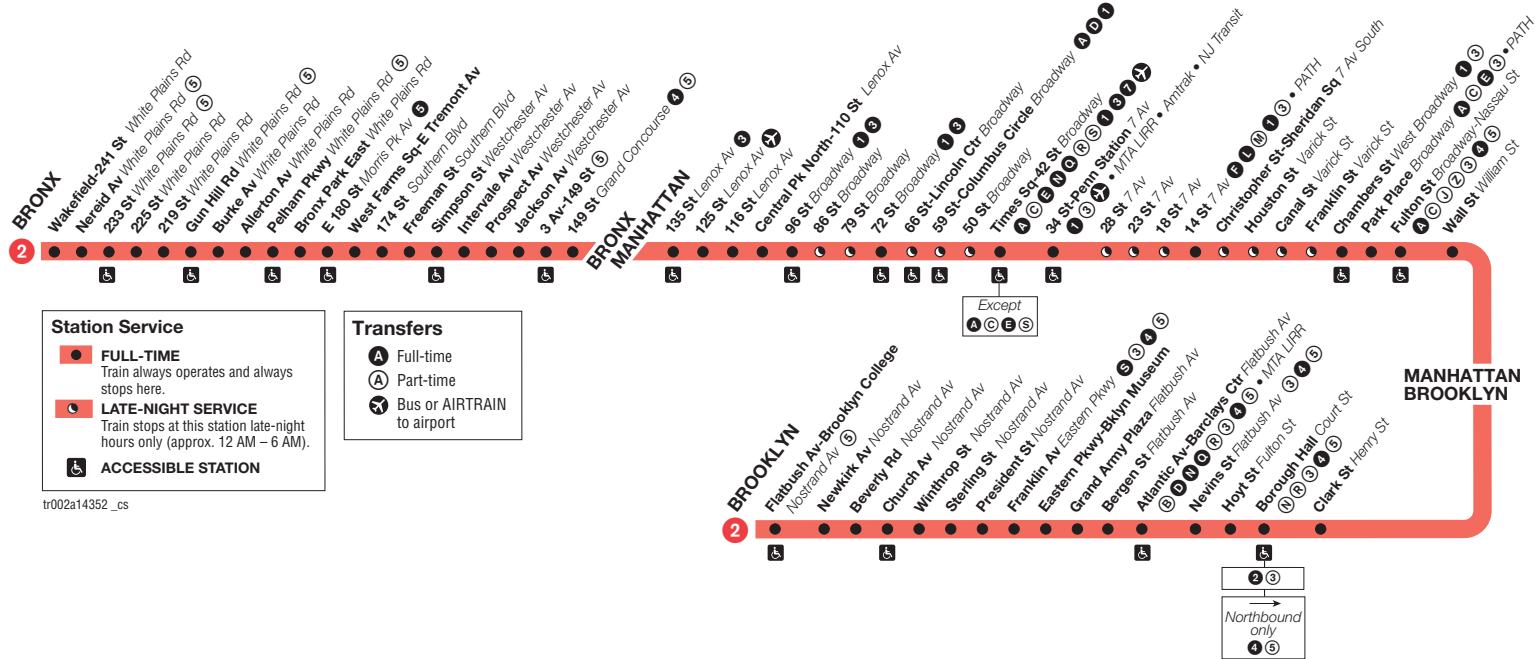 BRONX
2
Wakefield-241 St White Plains Rd
Nereid Av White Plains Rd 5
233 St White Plains Rd 5
225 St White Plains Rd
219 St White Plains Rd
Gun Hill Rd White Plains Rd 5
Burke Av White Plains Rd
Allerton Av White Plains Rd
Pelham Pkwy White Plains Rd 5
Bronx Park East White Plains Rd
E 180 St Morris Pk Av 5
West Farms Sq-E Tremont Av
174 St Southern Blvd
Freeman St Southern Blvd
Simpson St Westchester Av
Intervale Av Westchester Av
Prospect Av Westchester Av
Jackson Av Westchester Av
3 Av-149 St 5
149 St Grand Concourse 4 5
BRONX
MANHATTAN
135 St Lenox Av 3
125 St Lenox Av
116 St Lenox Av
Central Pk North-110 St Lenox Av
96 St Broadway 1 3
86 St Broadway
79 St Broadway
72 St Broadway 1 3
66 St-Lincoln Ctr Broadway
59 St-Columbus Circle Broadway A D 1
50 St Broadway
Times Sq-42 St Broadway
A C E N Q R S 1 3 7
34 St-Penn Station 7 Av
1 3 • MTA LIRR • Amtrak • NJ Transit
28 St 7 Av
23 St 7 Av
18 St 7 Av
14 St 7 Av F L M 1 3 • PATH
Christopher St-Sheridan Sq 7 Av South
Houston St Varick St
Canal St Varick St
Franklin St Varick St
Chambers St West Broadway 1 3
Park Place Broadway A C E 3 • PATH
Fulton St Broadway-Nassau St
A C J Z 3 4 5
Wall St William St
Except
A C E S
Station Service
FULL-TIME
Train always operates and always
stops here.
LATE-NIGHT SERVICE
Train stops at this station late-night
hours only (approx. 12 AM – 6 AM).
ACCESSIBLE STATION
tr002a14352 _cs
Transfers
A Full-time
A Part-time
Bus or AIRTRAIN
to airport
MANHATTAN
BROOKLYN
BROOKLYN
2
Flatbush Av-Brooklyn College
Nostrand Av 5
Newkirk Av Nostrand Av
Beverly Rd Nostrand Av
Church Av Nostrand Av
Winthrop St Nostrand Av
Sterling St Nostrand Av
President St Nostrand Av
Franklin Av Eastern Pkwy S 3 4 5
Eastern Pkwy-Bklyn Museum
Grand Army Plaza Flatbush Av
Bergen St Flatbush Av
Atlantic Av-Barclays Ctr Flatbush Av
B D N Q R 3 4 5 • MTA LIRR
Nevins St Flatbush Av 3 4 5
Hoyt St Fulton St
Borough Hall Court St
N R 3 4 5
Clark St Henry St
2 3
Northbound
only
4 5